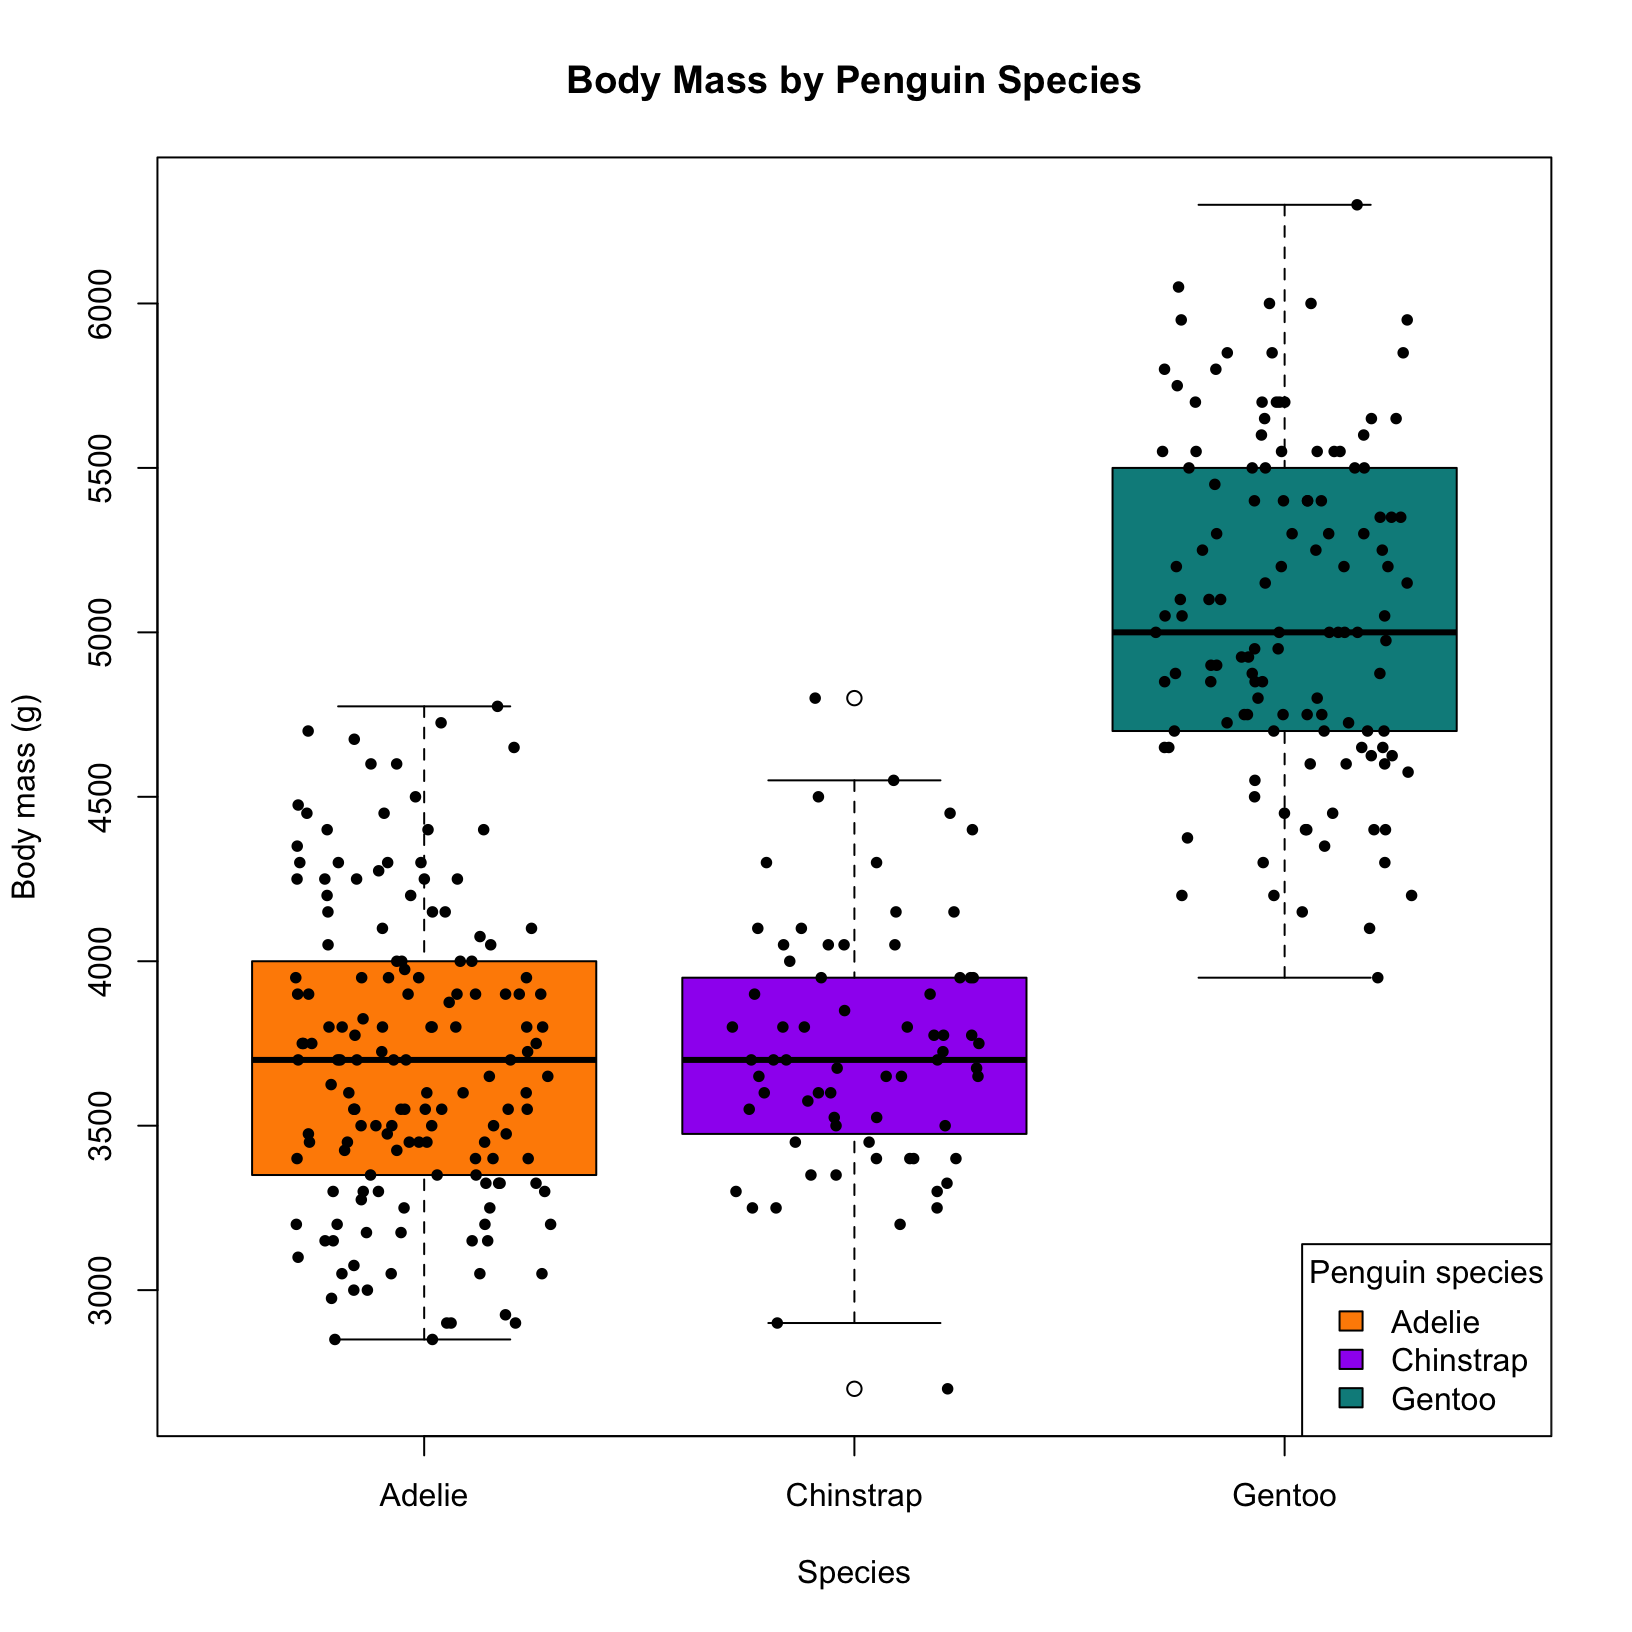 Body Mass by Penguin Species
Body mass (g)
6000
5500
5000
4500
4000
3500
3000
Penguin species
Adelie
Chinstrap
Gentoo
Adelie
Chinstrap
Gentoo
Species